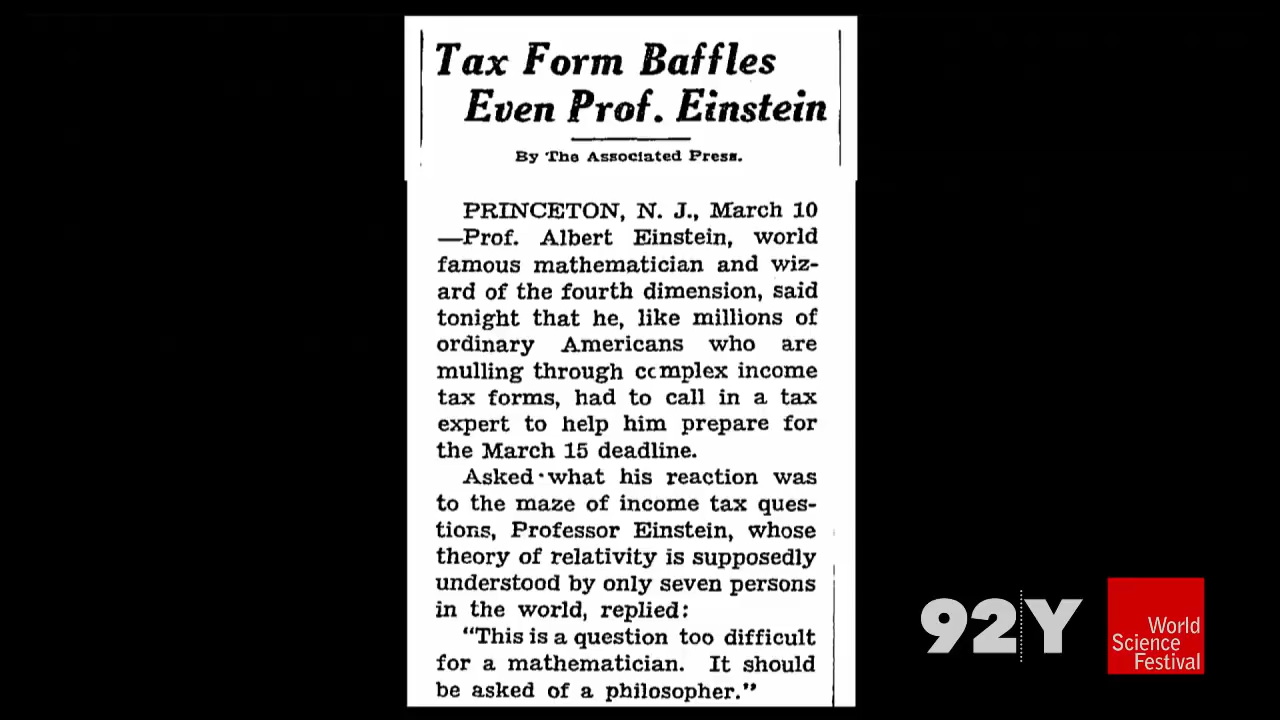 Tax Form Baffles
Even Prof. Einstein
By The Associated Press.
PRINCETON, N. J., March 10
—Prof. Albert Einstein, world
famous mathematician and wiz-
ard of the fourth dimension, said
tonight that he, like millions of
ordinary Americans who are
mulling through complex income
tax forms, had to call in a tax
expert to help him prepare for
the March 15 deadline.
Asked what his reaction was
to the maze of income tax ques-
tions, Professor Einstein, whose
theory of relativity is supposedly
understood by only seven persons
in the world, replied:
"This is a question too difficult
for a mathematician. It should
be asked of a philosopher."
92Y
World
Science
Festival